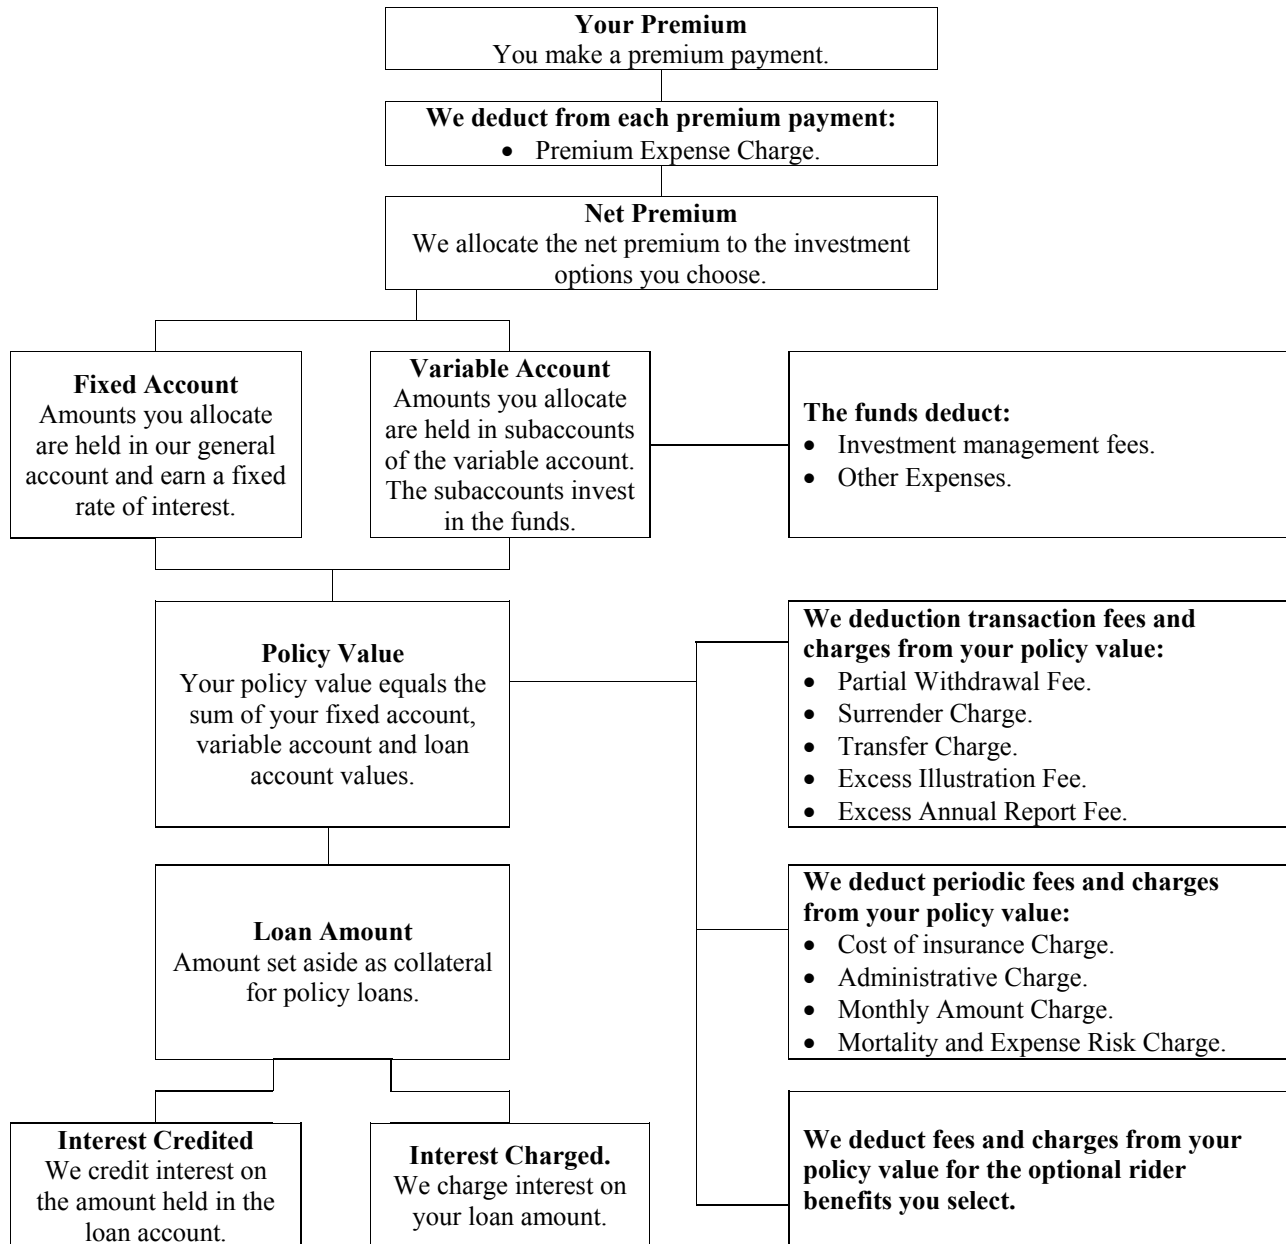 Your Premium
You make a premium payment.
We deduct from each premium payment:
• Premium Expense Charge.
Net Premium
We allocate the net premium to the investment
options you choose.
Fixed Account
Amounts you allocate
are held in our general
account and earn a fixed
rate of interest.
Variable Account
Amounts you allocate
are held in subaccounts
of the variable account.
The subaccounts invest
in the funds.
The funds deduct:
• Investment management fees.
• Other Expenses.
Policy Value
Your policy value equals the
sum of your fixed account,
variable account and loan
account values.
We deduction transaction fees and
charges from your policy value:
• Partial Withdrawal Fee.
• Surrender Charge.
• Transfer Charge.
• Excess Illustration Fee.
• Excess Annual Report Fee.
Loan Amount
Amount set aside as collateral
for policy loans.
We deduct periodic fees and charges
from your policy value:
• Cost of insurance Charge.
• Administrative Charge.
• Monthly Amount Charge.
• Mortality and Expense Risk Charge.
Interest Credited
We credit interest on
the amount held in the
loan account.
Interest Charged.
We charge interest on
your loan amount.
We deduct fees and charges from your
policy value for the optional rider
benefits you select.